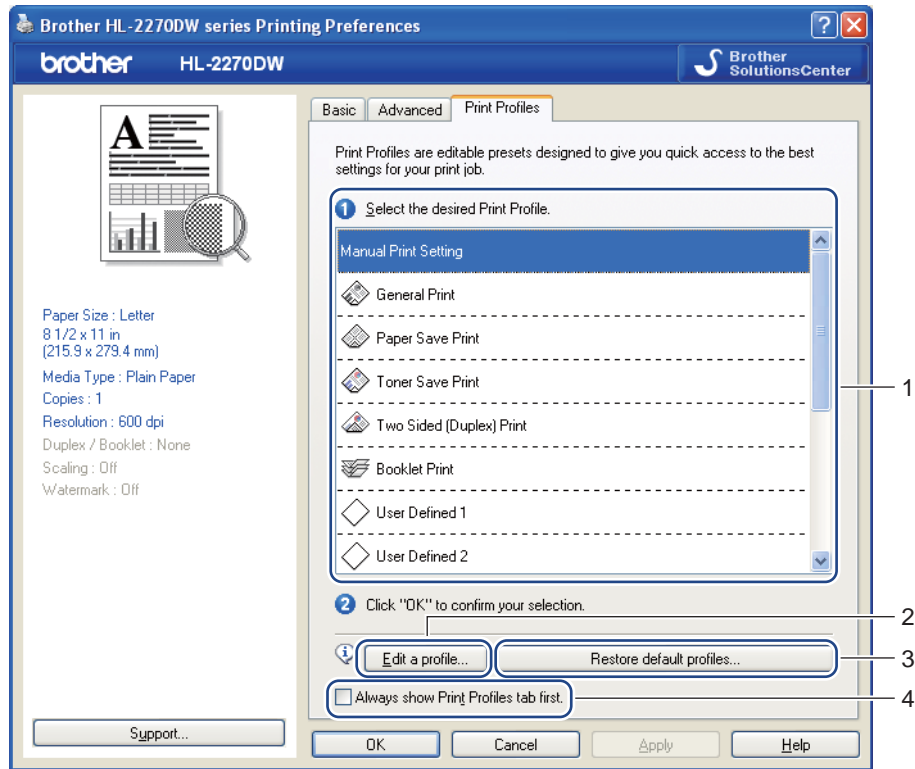 Brother HL-2270DW series Printing Preferences
brother HL-2270DW
Brother
SolutionsCenter
A
Paper Size : Letter
8 1/2 x 11 in
(215.9 x 279.4 mm)
Media Type : Plain Paper
Copies : 1
Resolution : 600 dpi
Duplex / Booklet : None
Scaling : Off
Watermark : Off
Support...
Basic Advanced Print Profiles
Print Profiles are editable presets designed to give you quick access to the best
settings for your print job.
1 Select the desired Print Profile.
Manual Print Setting
General Print
Paper Save Print
Toner Save Print
Two Sided (Duplex) Print
Booklet Print
User Defined 1
User Defined 2
2 Click "OK" to confirm your selection.
Edit a profile... Restore default profiles...
Always show Print Profiles tab first.
OK Cancel Apply Help
1
2
3
4